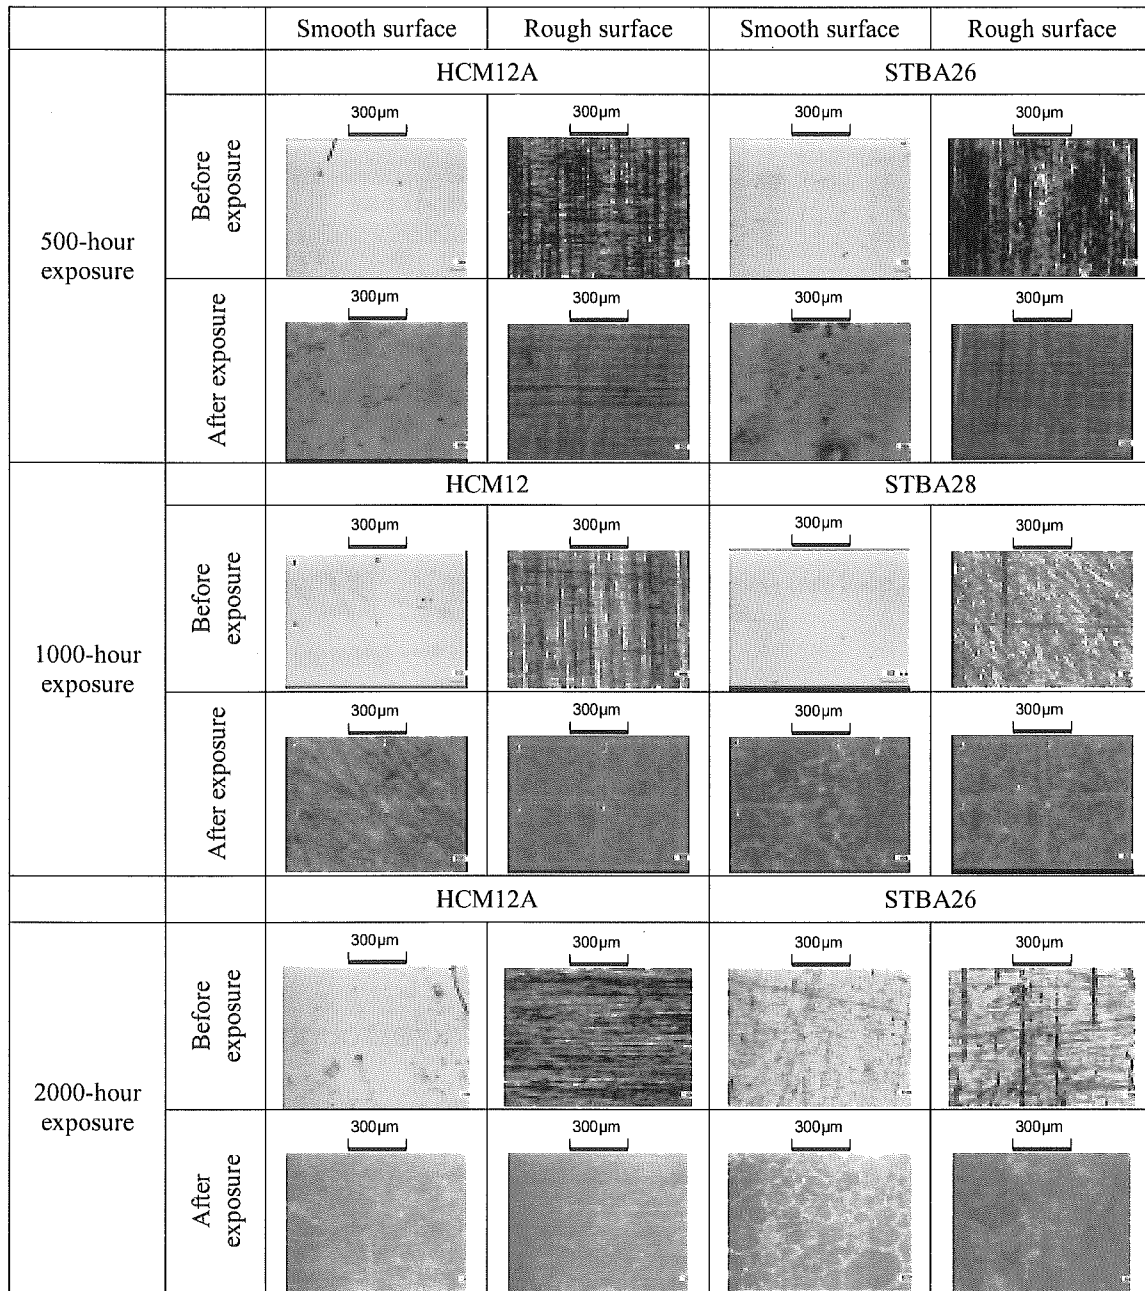 Smooth surface Rough surface Smooth surface Rough surface
HCM12A STBA26
500-hour
exposure
Before
exposure
300μm 300μm 300μm 300μm
After exposure
300μm 300μm 300μm 300μm
HCM12 STBA28
1000-hour
exposure
Before
exposure
300μm 300μm 300μm 300μm
After exposure
300μm 300μm 300μm 300μm
HCM12A STBA26
2000-hour
exposure
Before
exposure
300μm 300μm 300μm 300μm
After
exposure
300μm 300μm 300μm 300μm